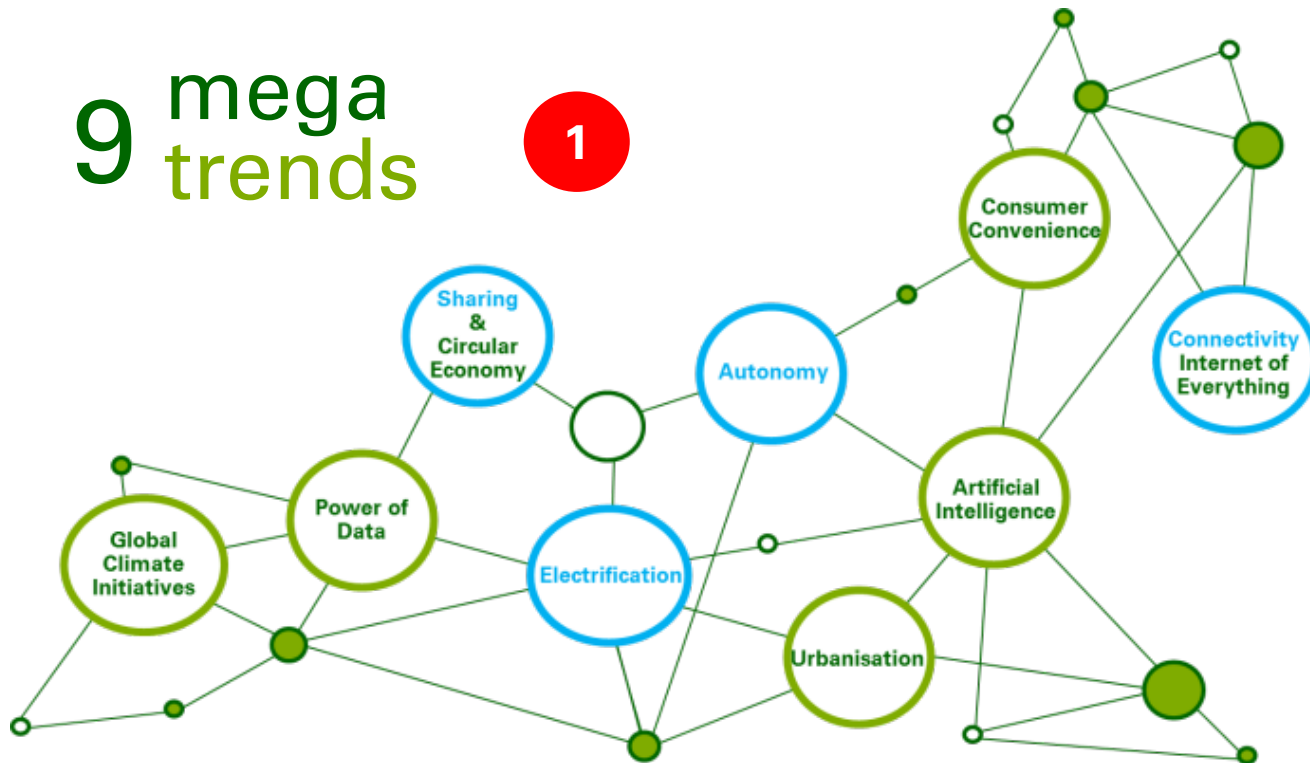 9
mega
trends
1
Consumer
Convenience
Sharing
&
Circular
Economy
Autonomy
Connectivity
Internet of
Everything
Power of
Data
Artificial
Intelligence
Global
Climate
Initiatives
Electrification
Urbanisation